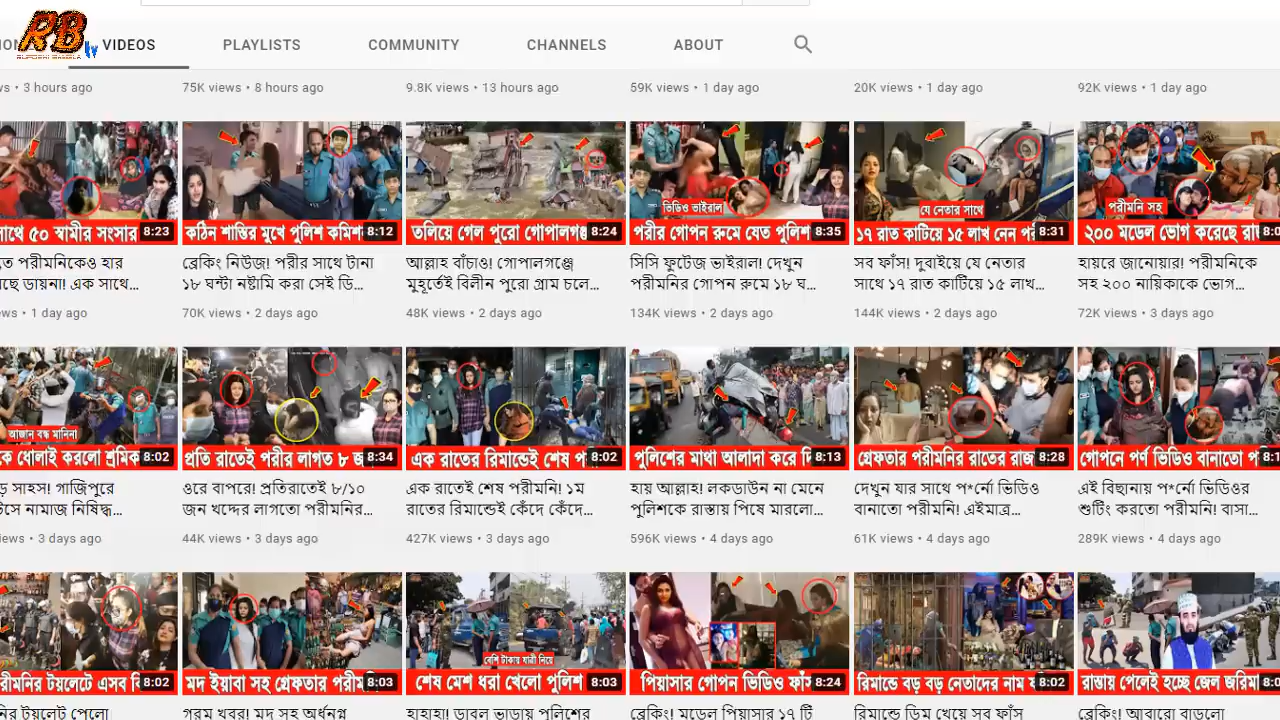 RB tv
RUPOSHI BANGLA
VIDEOS
PLAYLISTS
COMMUNITY
CHANNELS
ABOUT
3 hours ago
75K views • 8 hours ago
9.8K views • 13 hours ago
59K views • 1 day ago
20K views • 1 day ago
92K views • 1 day ago
ভিডিও ভাইরাল
যে নেতার সাথে
পরীমনি সহ
সাথে ৫০ স্বামীর সংসার
8:23
কঠিন শাস্তির মুখে পুলিশ কমিশ
8:12
তলিয়ে গেল পুরো গোপালগঞ্জ
8:24
পরীর গোপন রুমে যেত পুলিশ
8:35
১৭ রাত কাটিয়ে ১৫ লাখ নেন পর
8:31
২০০ মডেল ভোগ করেছে রা
পরীমনিকেও হার
ডায়না! এক সাথে...
ব্রেকিং নিউজ! পরীর সাথে টানা
১৮ ঘন্টা নষ্টামি করা সেই ডি...
আল্লাহ বাঁচাও! গোপালগঞ্জে
মুহূর্তেই বিলীন পুরো গ্রাম চলে...
সিসি ফুটেজ ভাইরাল! দেখুন
পরীমনির গোপন রুমে ১৮ ঘ...
সব ফাঁস! দুবাইয়ে যে নেতার
সাথে ১৭ রাত কাটিয়ে ১৫ লাখ...
হায়রে জানোয়ার! পরীমনিকে
সহ ২০০ নায়িকাকে ভোগ...
1 day ago
70K views • 2 days ago
48K views • 2 days ago
134K views • 2 days ago
144K views • 2 days ago
72K views • 3 days ago
আজান বন্ধ মানিনা
কে ধোলাই করলো শ্রমিক
8:02
প্রতি রাতেই পরীর লাগত ৮ জ
8:34
এক রাতের রিমান্ডেই শেষ প
8:02
পুলিশের মাথা আলাদা করে দি
8:13
গ্রেফতার পরীমনির রাতের রাজ
8:28
গোপনে পর্ণ ভিডিও বানাতো প
সাহস! গাজিপুরে
নামাজ নিষিদ্ধ...
ওরে বাপরে! প্রতিরাতেই ৮/১০
জন খদ্দের লাগতো পরীমনির...
এক রাতেই শেষ পরীমনি! ১ম
রাতের রিমান্ডেই কেঁদে কেঁদে...
হায় আল্লাহ! লকডাউন না মেনে
পুলিশকে রাস্তায় পিষে মারলো...
দেখুন যার সাথে প*র্নো ভিডিও
বানাতো পরীমনি! এইমাত্র...
এই বিছানায় প*র্নো ভিডিওর
শুটিং করতো পরীমনি! বাসা...
3 days ago
44K views • 3 days ago
427K views • 3 days ago
596K views • 4 days ago
61K views • 4 days ago
289K views • 4 days ago
বেশি টাকায় যাত্রী নিয়ে
রীমনির টয়লেটে এসব বি
8:02
মদ ইয়াবা সহ গ্রেফতার পরীম
8:03
শেষ মেশ ধরা খেলো পুলিশ
8:03
পিয়াসার গোপন ভিডিও ফাঁস
8:24
রিমান্ডে বড় বড় নেতাদের নাম ফ
8:02
রাস্তায় পেলেই হচ্ছে জেল জরিমা
টয়লেট পেলো
গরম খবর! মদ সহ অর্ধনগ্ন
হাহাহা! ডাবল ভাড়ায় পুলিশের
ব্রেকিং! মডেল পিয়াসার ১৭ টি
রিমান্ডে ডিম খেয়ে সব ফাঁস
ব্রেকিং! আবারো বাড়লো